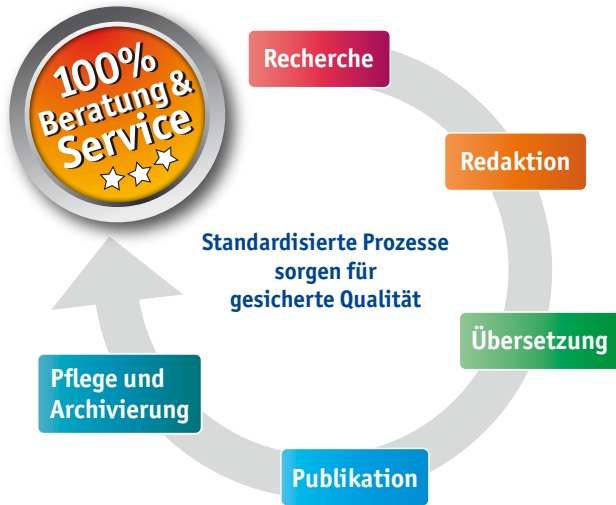 100%
Beratung &
Service
Recherche
Redaktion
Standardisierte Prozesse
sorgen für
gesicherte Qualität
Übersetzung
Pflege und
Archivierung
Publikation